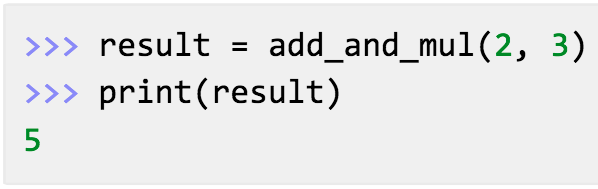 >>> result = add_and_mul(2, 3)
>>> print(result)
5